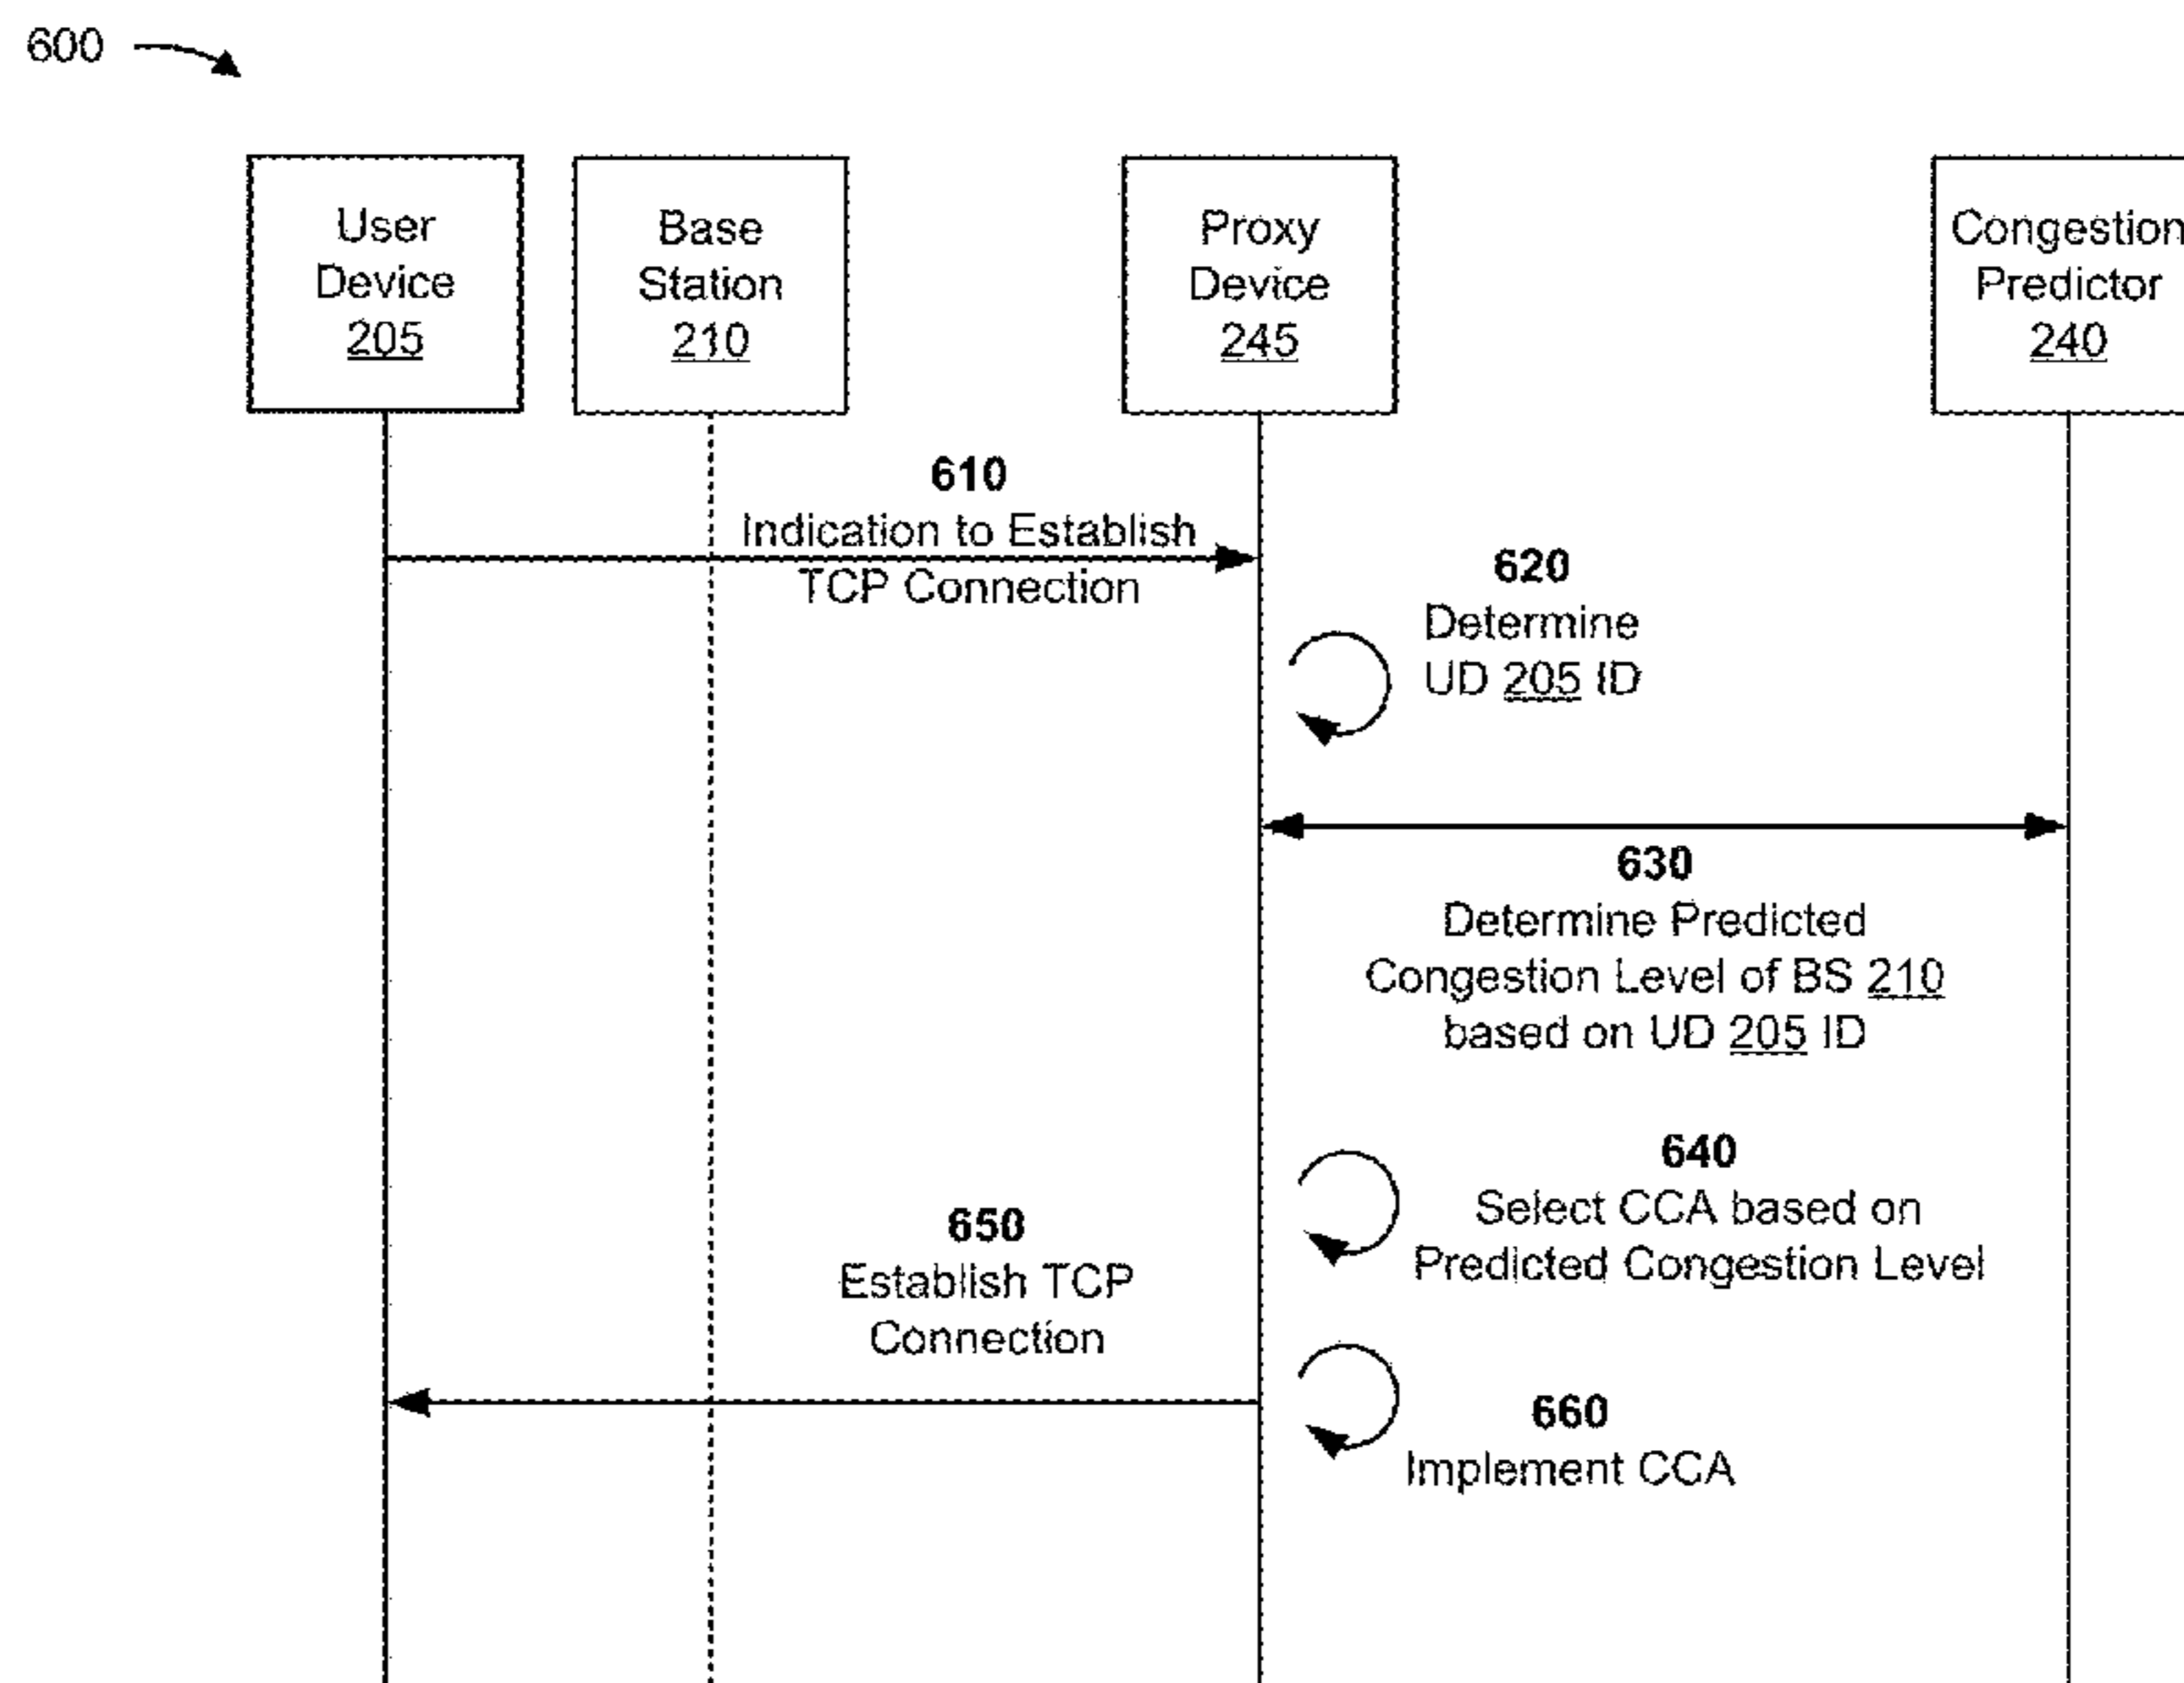 600
User
Device
205
Base
Station
210
Proxy
Device
245
Congestion
Predictor
240
610
Indication to Establish
TCP Connection
620
Determine
UD 205 ID
630
Determine Predicted
Congestion Level of BS 210
based on UD 205 ID
640
Select CCA based on
Predicted Congestion Level
650
Establish TCP
Connection
660
Implement CCA